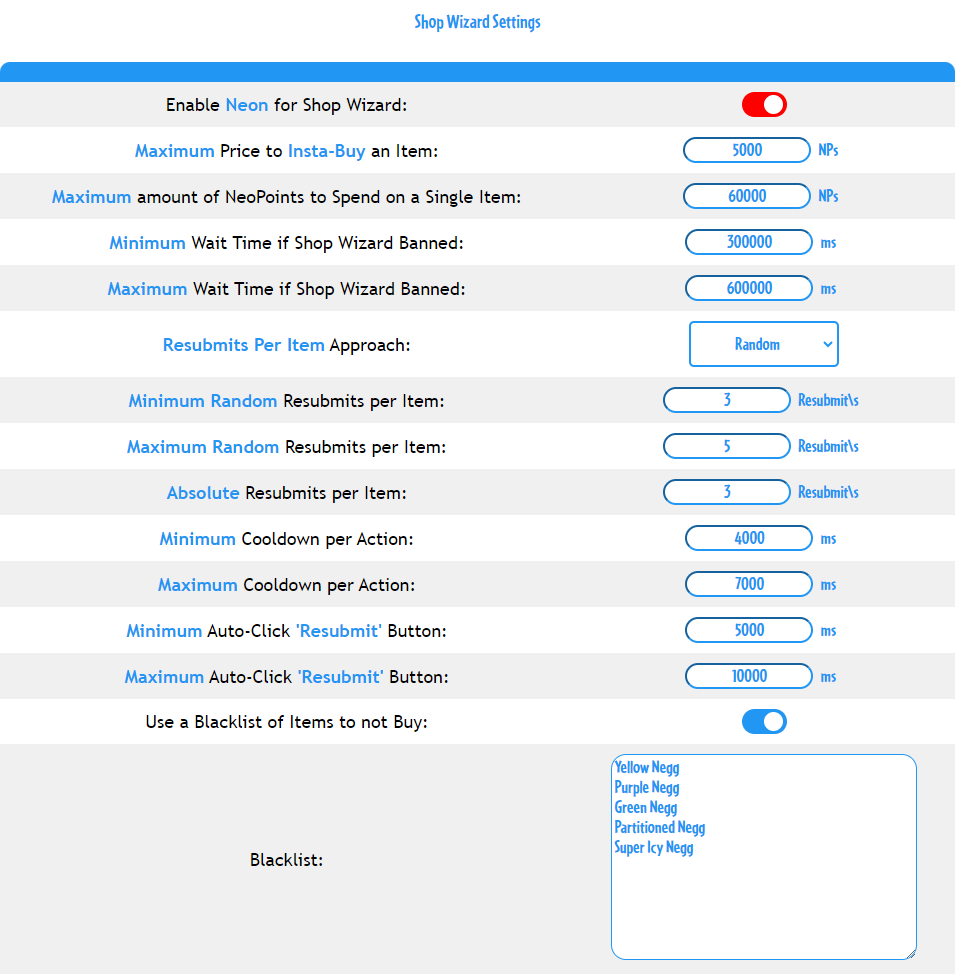 Shop Wizard Settings
Enable Neon for Shop Wizard:
Maximum Price to Insta-Buy an Item: 5000 NPs
Maximum amount of NeoPoints to Spend on a Single Item: 60000 NPs
Minimum Wait Time if Shop Wizard Banned: 300000 ms
Maximum Wait Time if Shop Wizard Banned: 600000 ms
Resubmits Per Item Approach: Random
Minimum Random Resubmits per Item: 3 Resubmit\s
Maximum Random Resubmits per Item: 5 Resubmit\s
Absolute Resubmits per Item: 3 Resubmit\s
Minimum Cooldown per Action: 4000 ms
Maximum Cooldown per Action: 7000 ms
Minimum Auto-Click 'Resubmit' Button: 5000 ms
Maximum Auto-Click 'Resubmit' Button: 10000 ms
Use a Blacklist of Items to not Buy:
Blacklist:
Yellow Negg
Purple Negg
Green Negg
Partitioned Negg
Super Icy Negg